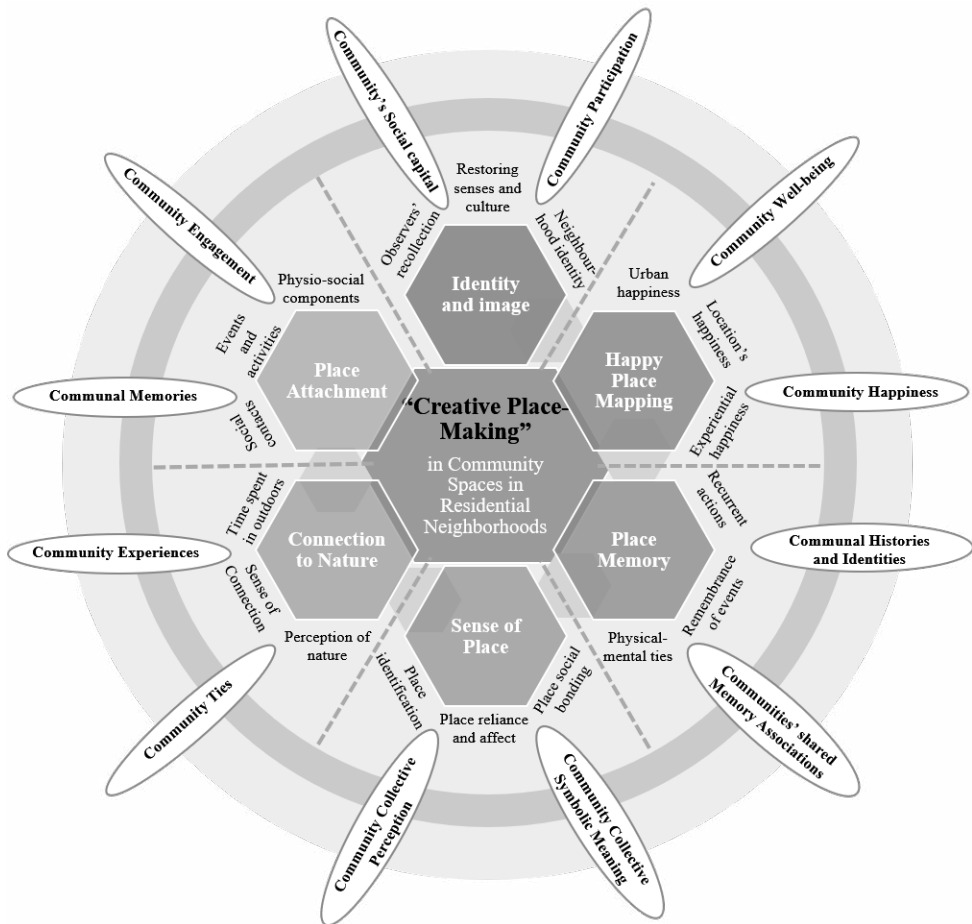 Community's Social capital
Community Participation
Community Engagement
Community Well-being
Restoring
senses and
culture
Observers'
recollection
Neighbour-
hood identity
Identity
and image
Physio-social
components
Urban
happiness
Events
and
activities
Location's
happiness
Place
Attachment
Happy
Place
Mapping
Communal Memories
Community Happiness
Social
contacts
Experiential
happiness
"Creative Place-
Making"
in Community
Spaces in
Residential
Neighborhoods
Time spent
in outdoors
Recurrent
actions
Connection
to Nature
Place
Memory
Community Experiences
Communal Histories
and Identities
Sense of
Connection
Remembrance
of events
Perception of
nature
Sense of
Place
Physical-
mental ties
Place
identification
Place social
bonding
Place reliance
and affect
Community Ties
Communities' shared
Memory Associations
Community Collective
Perception
Community Collective
Symbolic Meaning